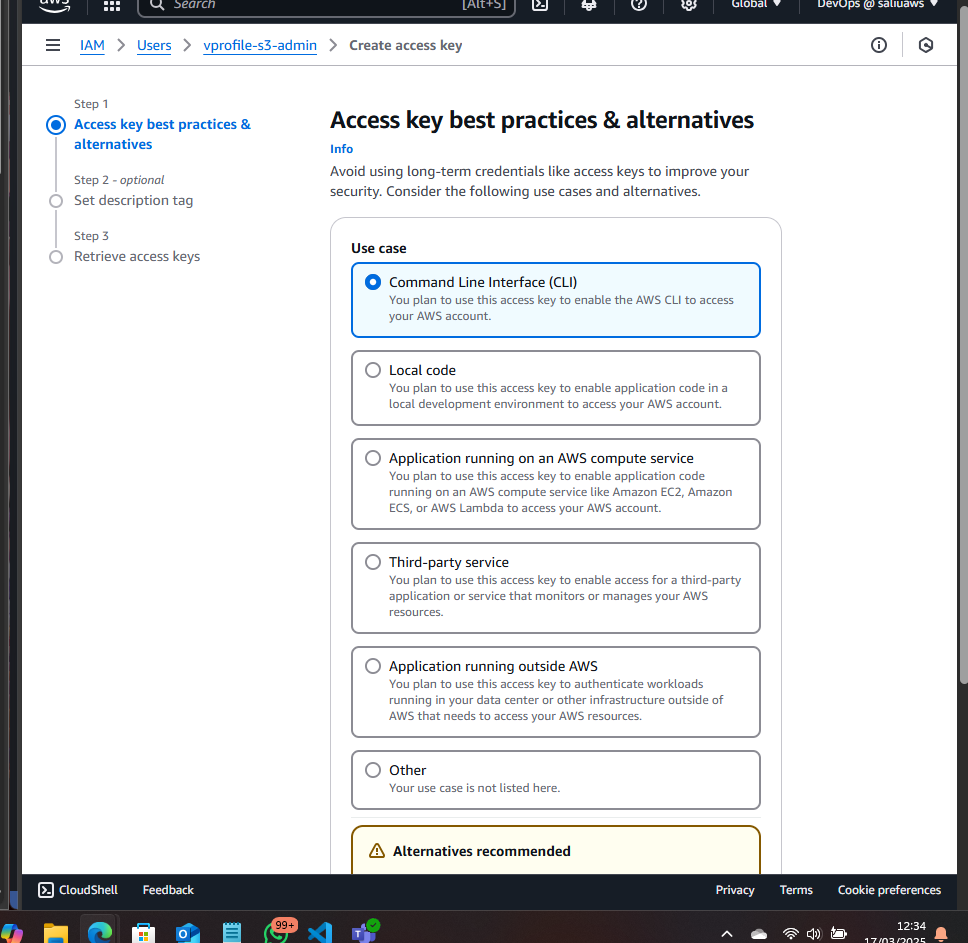 aws
Search
[Alt+S]
Global
DevOps @ saliuaws
IAM
Users
vprofile-s3-admin
Create access key
Step 1
Access key best practices &
alternatives
Step 2 - optional
Set description tag
Step 3
Retrieve access keys
Access key best practices & alternatives
Info
Avoid using long-term credentials like access keys to improve your
security. Consider the following use cases and alternatives.
Use case
Command Line Interface (CLI)
You plan to use this access key to enable the AWS CLI to access
your AWS account.
Local code
You plan to use this access key to enable application code in a
local development environment to access your AWS account.
Application running on an AWS compute service
You plan to use this access key to enable application code
running on an AWS compute service like Amazon EC2, Amazon
ECS, or AWS Lambda to access your AWS account.
Third-party service
You plan to use this access key to enable access for a third-party
application or service that monitors or manages your AWS
resources.
Application running outside AWS
You plan to use this access key to authenticate workloads
running in your data center or other infrastructure outside of
AWS that needs to access your AWS resources.
Other
Your use case is not listed here.
Alternatives recommended
CloudShell
Feedback
Privacy
Terms
Cookie preferences
99+
12:34
17/03/2025